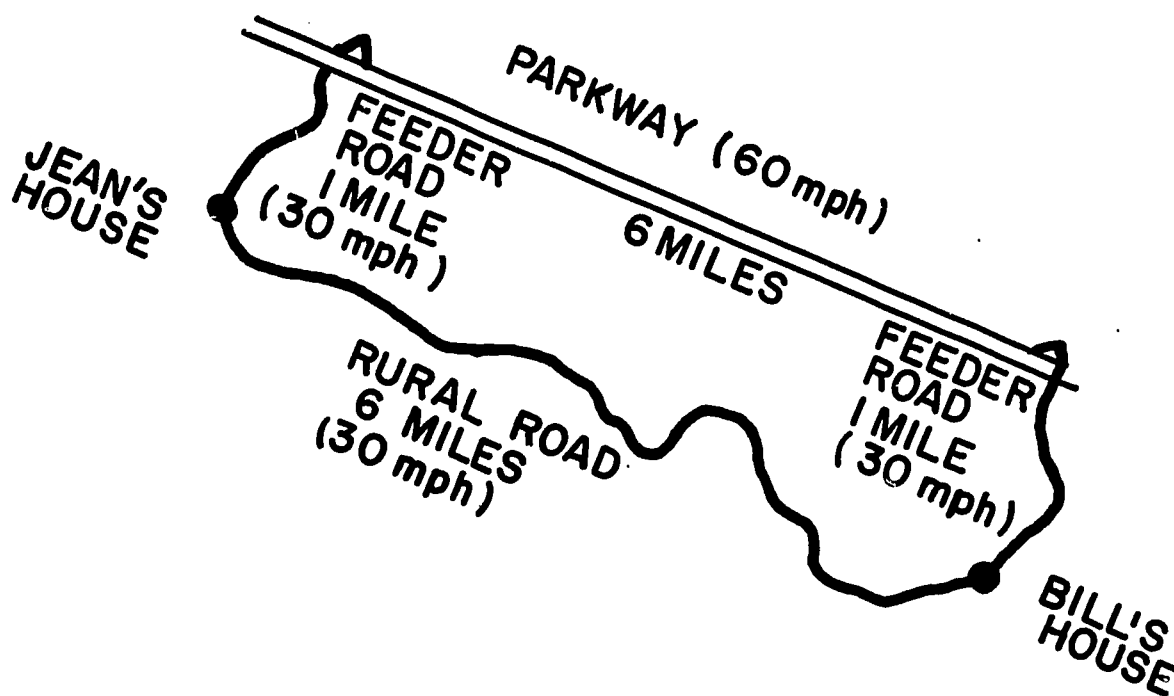 PARKWAY (60 mph)
FEEDER
ROAD
1 MILE
(30 mph)
6 MILES
JEAN'S
HOUSE
RURAL ROAD
6 MILES
(30 mph)
FEEDER
ROAD
1 MILE
(30 mph)
BILL'S
HOUSE